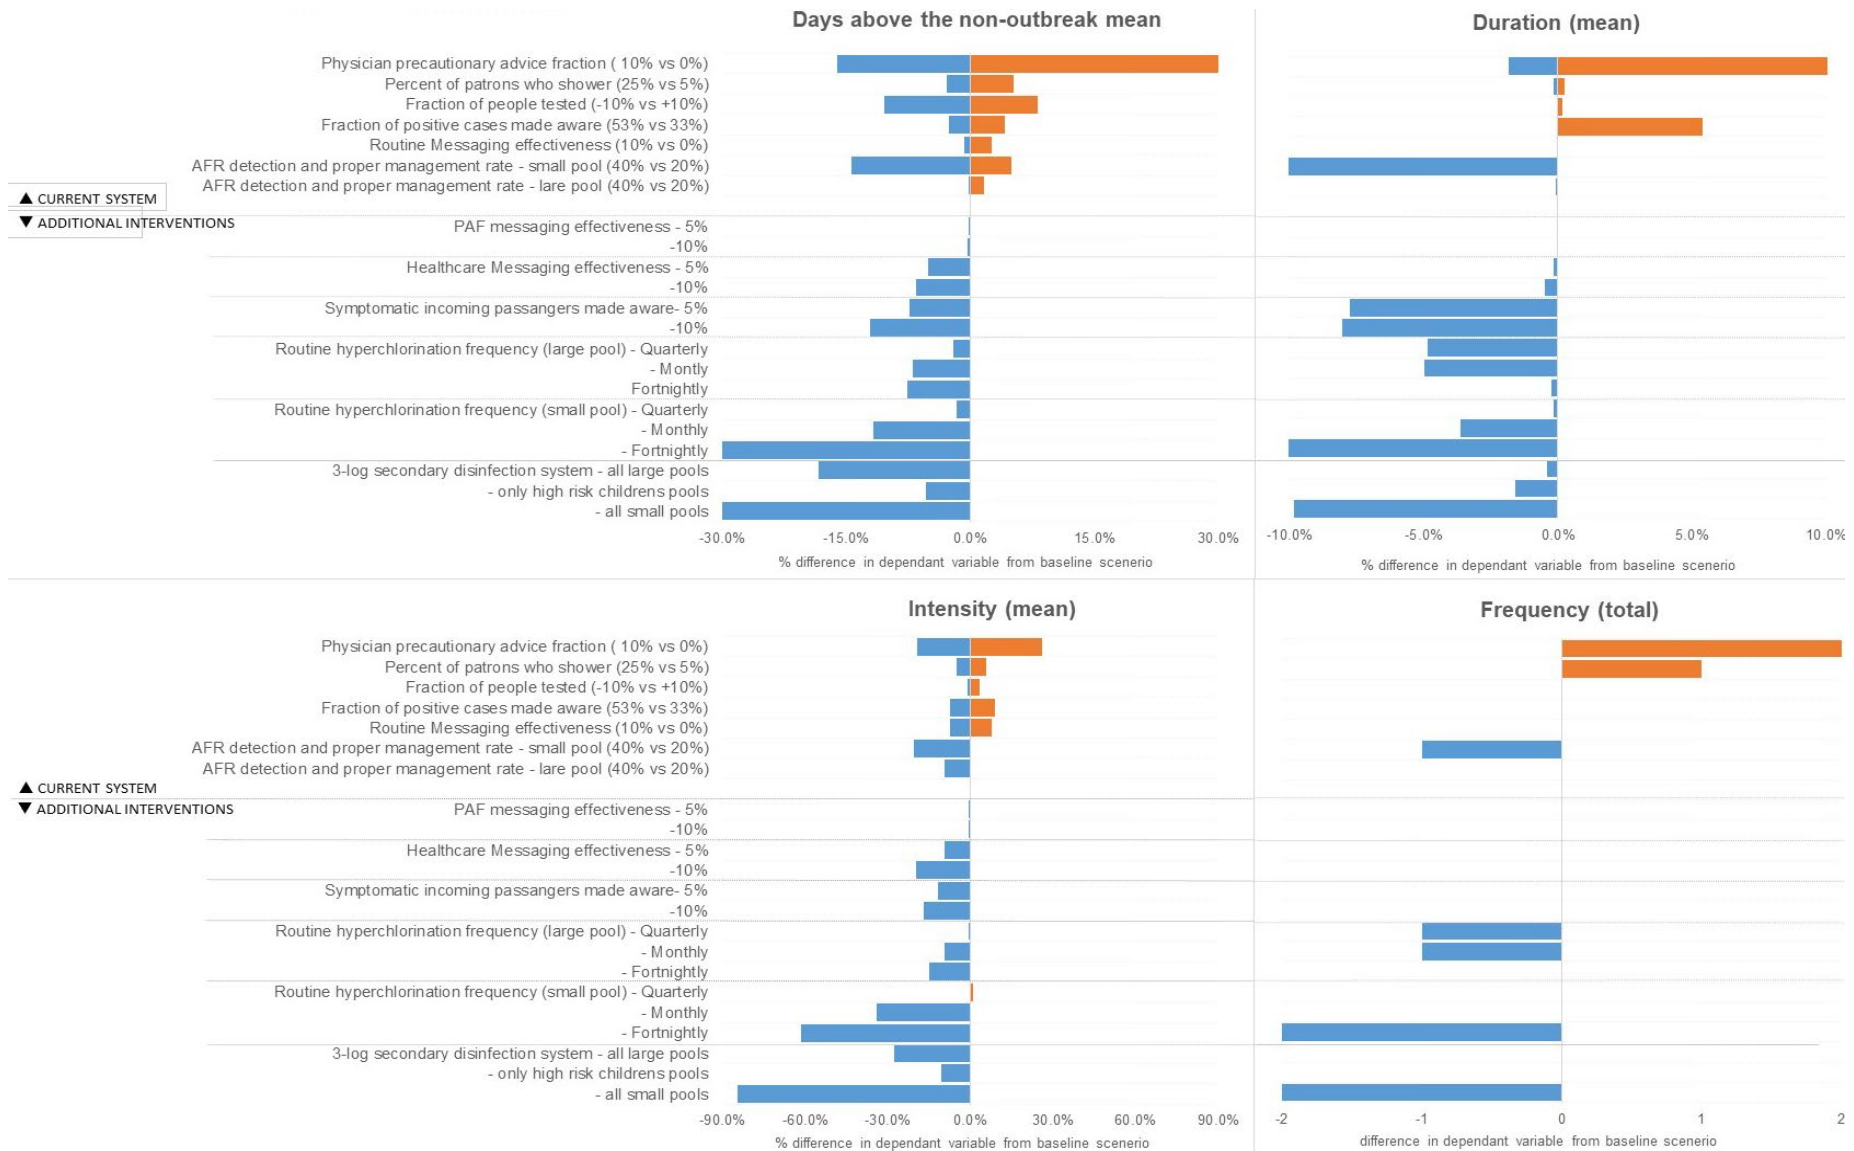 Days above the non-outbreak mean
Duration (mean)
Physician precautionary advice fraction ( 10% vs 0%)
Percent of patrons who shower (25% vs 5%)
Fraction of people tested (-10% vs +10%)
Fraction of positive cases made aware (53% vs 33%)
Routine Messaging effectiveness (10% vs 0%)
AFR detection and proper management rate - small pool (40% vs 20%)
AFR detection and proper management rate - lare pool (40% vs 20%)
▲ CURRENT SYSTEM
▼ ADDITIONAL INTERVENTIONS
PAF messaging effectiveness - 5%
-10%
Healthcare Messaging effectiveness - 5%
-10%
Symptomatic incoming passangers made aware- 5%
-10%
Routine hyperchlorination frequency (large pool) - Quarterly
- Montly
Fortnightly
Routine hyperchlorination frequency (small pool) - Quarterly
- Monthly
- Fortnightly
3-log secondary disinfection system - all large pools
- only high risk childrens pools
- all small pools
-30.0% -15.0% 0.0% 15.0% 30.0%
-10.0% -5.0% 0.0% 5.0% 10.0%
% difference in dependant variable from baseline scenerio
% difference in dependant variable from baseline scenerio
Intensity (mean)
Frequency (total)
Physician precautionary advice fraction ( 10% vs 0%)
Percent of patrons who shower (25% vs 5%)
Fraction of people tested (-10% vs +10%)
Fraction of positive cases made aware (53% vs 33%)
Routine Messaging effectiveness (10% vs 0%)
AFR detection and proper management rate - small pool (40% vs 20%)
AFR detection and proper management rate - lare pool (40% vs 20%)
▲ CURRENT SYSTEM
▼ ADDITIONAL INTERVENTIONS
PAF messaging effectiveness - 5%
-10%
Healthcare Messaging effectiveness - 5%
-10%
Symptomatic incoming passangers made aware- 5%
-10%
Routine hyperchlorination frequency (large pool) - Quarterly
- Monthly
- Fortnightly
Routine hyperchlorination frequency (small pool) - Quarterly
- Monthly
- Fortnightly
3-log secondary disinfection system - all large pools
- only high risk childrens pools
- all small pools
-90.0% -60.0% -30.0% 0.0% 30.0% 60.0% 90.0%
-2 -1 0 1 2
% difference in dependant variable from baseline scenerio
difference in dependant variable from baseline scenerio